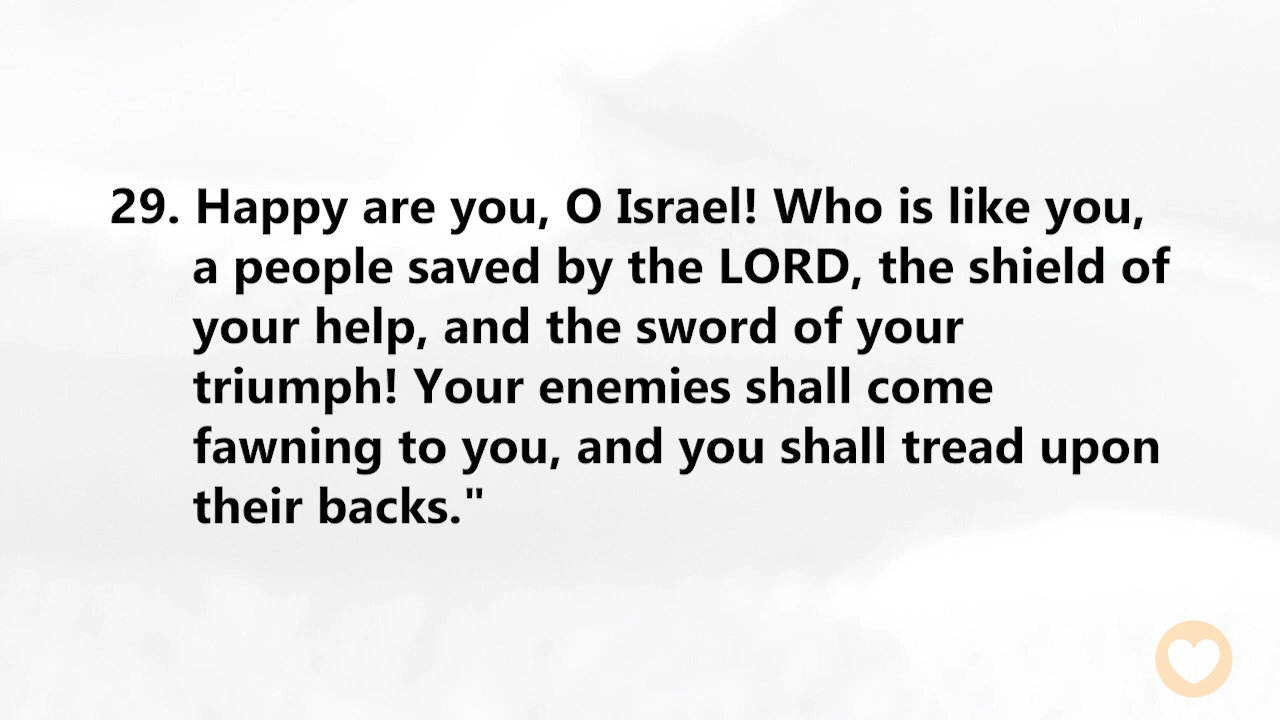 29. Happy are you, O Israel! Who is like you,
a people saved by the LORD, the shield of
your help, and the sword of your
triumph! Your enemies shall come
fawning to you, and you shall tread upon
their backs."